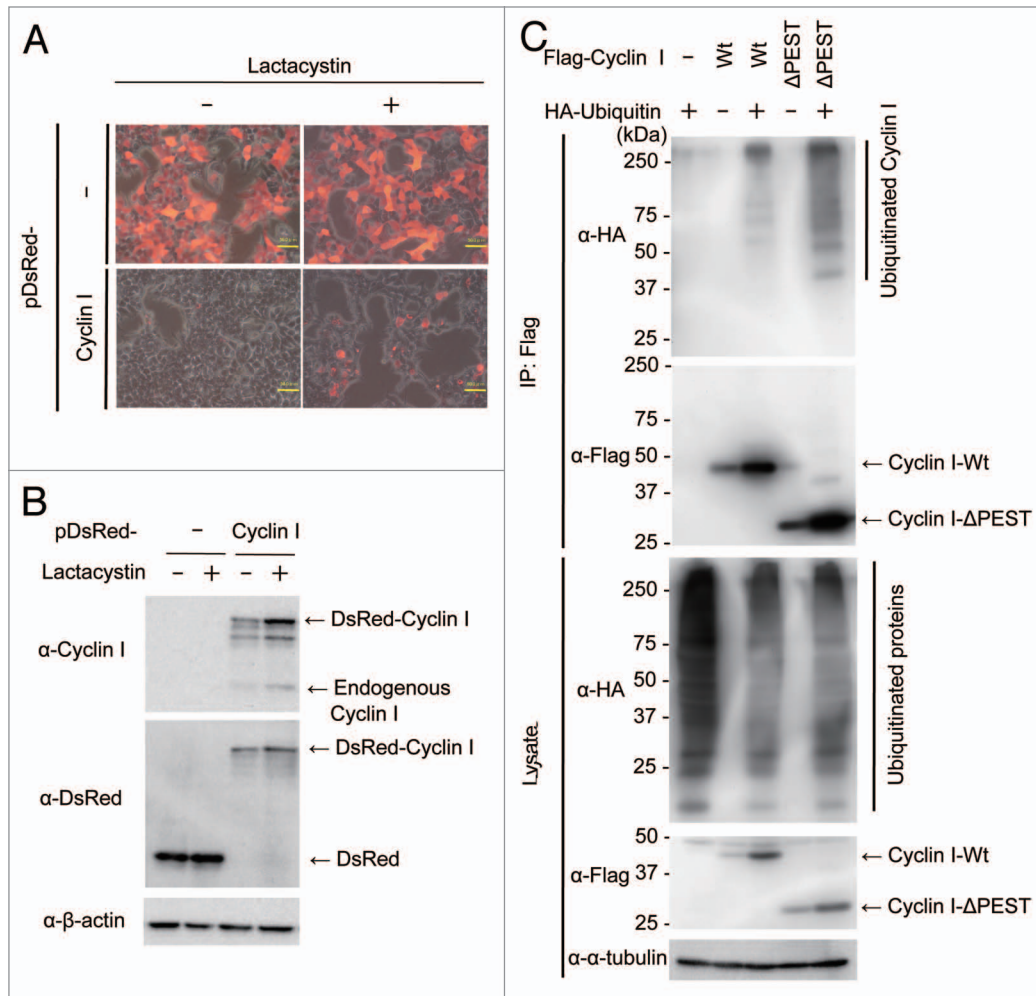 A
Lactacystin
– +
pDsRed-
–
Cyclin I
B
pDsRed- – Cyclin I
Lactacystin – + – +
α-Cyclin I
← DsRed-Cyclin I
← Endogenous
Cyclin I
α-DsRed
← DsRed-Cyclin I
← DsRed
α-β-actin
C
Flag-Cyclin I – Wt Wt ΔPEST ΔPEST
HA-Ubiquitin + – + – +
(kDa)
IP: Flag
α-HA
250 -
75 -
50 -
37 -
25 -
Ubiquitinated Cyclin I
α-Flag
250 -
75 -
50 -
37 -
25 -
← Cyclin I-Wt
← Cyclin I-ΔPEST
Lysate
α-HA
250 -
75 -
50 -
37 -
25 -
Ubiquitinated proteins
α-Flag
50 -
37 -
25 -
← Cyclin I-Wt
← Cyclin I-ΔPEST
α-α-tubulin